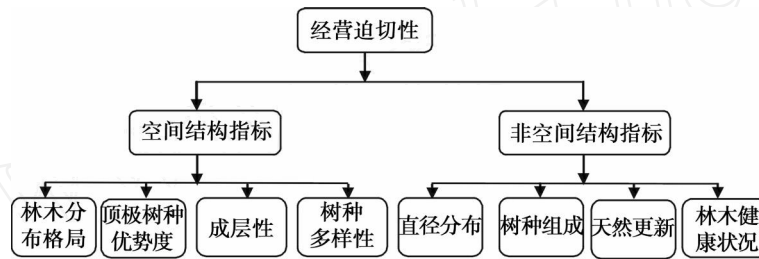 经营迫切性
空间结构指标
非空间结构指标
林木分
布格局
顶极树种
优势度
成层性
树种
多样性
直径分布
树种组成
天然更新
林木健
康状况